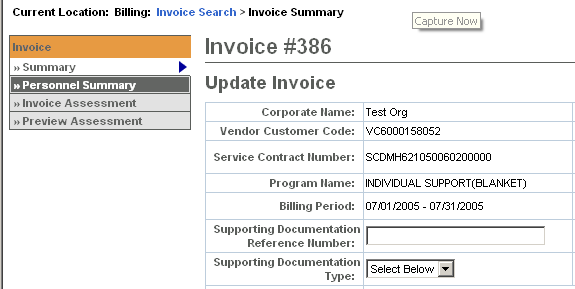 Current Location: Billing: Invoice Search > Invoice Summary
Capture Now
Invoice
» Summary
» Personnel Summary
» Invoice Assessment
» Preview Assessment
Invoice #386
Update Invoice
Corporate Name: Test Org
Vendor Customer Code: VC6000158052
Service Contract Number: SCDMH621050060200000
Program Name: INDIVIDUAL SUPPORT(BLANKET)
Billing Period: 07/01/2005 - 07/31/2005
Supporting Documentation
Reference Number:
Supporting Documentation
Type: Select Below